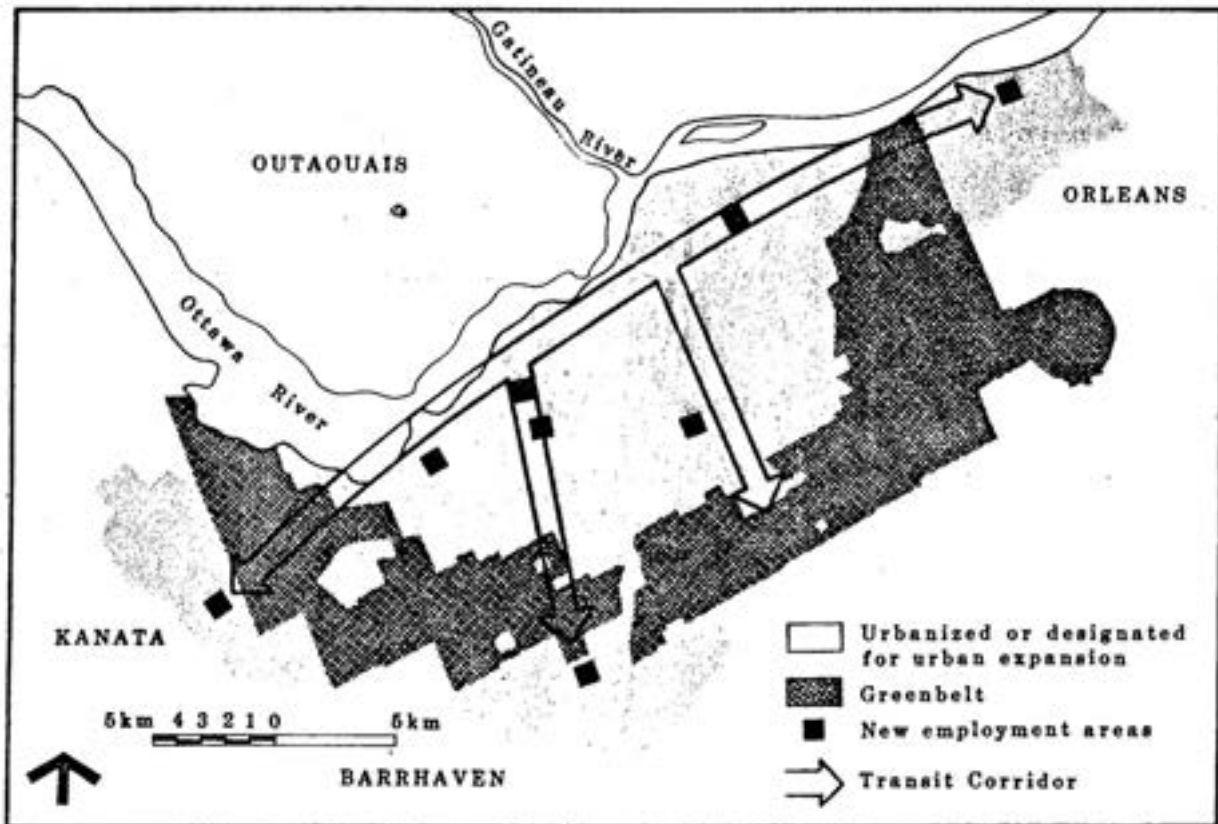 Gatineau River
OUTAOUAIS
ORLEANS
Ottawa River
KANATA
Urbanized or designated
for urban expansion
Greenbelt
5km 4 3 2 1 0 5km
New employment areas
BARRHAVEN
Transit Corridor